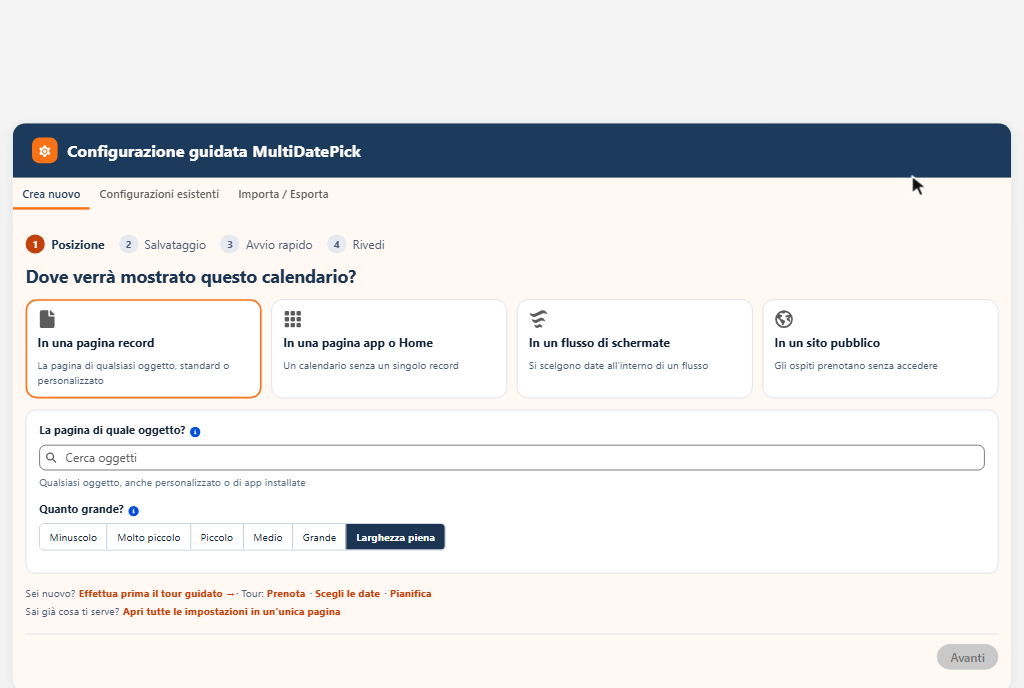 Configurazione guidata MultiDatePick
Crea nuovo Configurazioni esistenti Importa / Esporta
1 Posizione 2 Salvataggio 3 Avvio rapido 4 Rivedi
Dove verrà mostrato questo calendario?
In una pagina record
La pagina di qualsiasi oggetto, standard o
personalizzato
In una pagina app o Home
Un calendario senza un singolo record
In un flusso di schermate
Si scelgono date all'interno di un flusso
In un sito pubblico
Gli ospiti prenotano senza accedere
La pagina di quale oggetto? i
Cerca oggetti
Qualsiasi oggetto, anche personalizzato o di app installate
Quanto grande? i
Minuscolo Molto piccolo Piccolo Medio Grande Larghezza piena
Sei nuovo? Effettua prima il tour guidato → · Tour: Prenota · Scegli le date · Pianifica
Sai già cosa ti serve? Apri tutte le impostazioni in un'unica pagina
Avanti